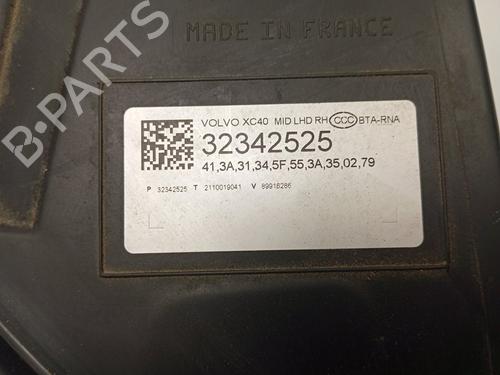 MADE IN FRANCE
VOLVO XC40 MID LHD RH CCC BTA-RNA
32342525
41,3A,31,34,5F,55,3A,35,02,79
P 32342525 T 2110019041 V 89918286
B-PARTS